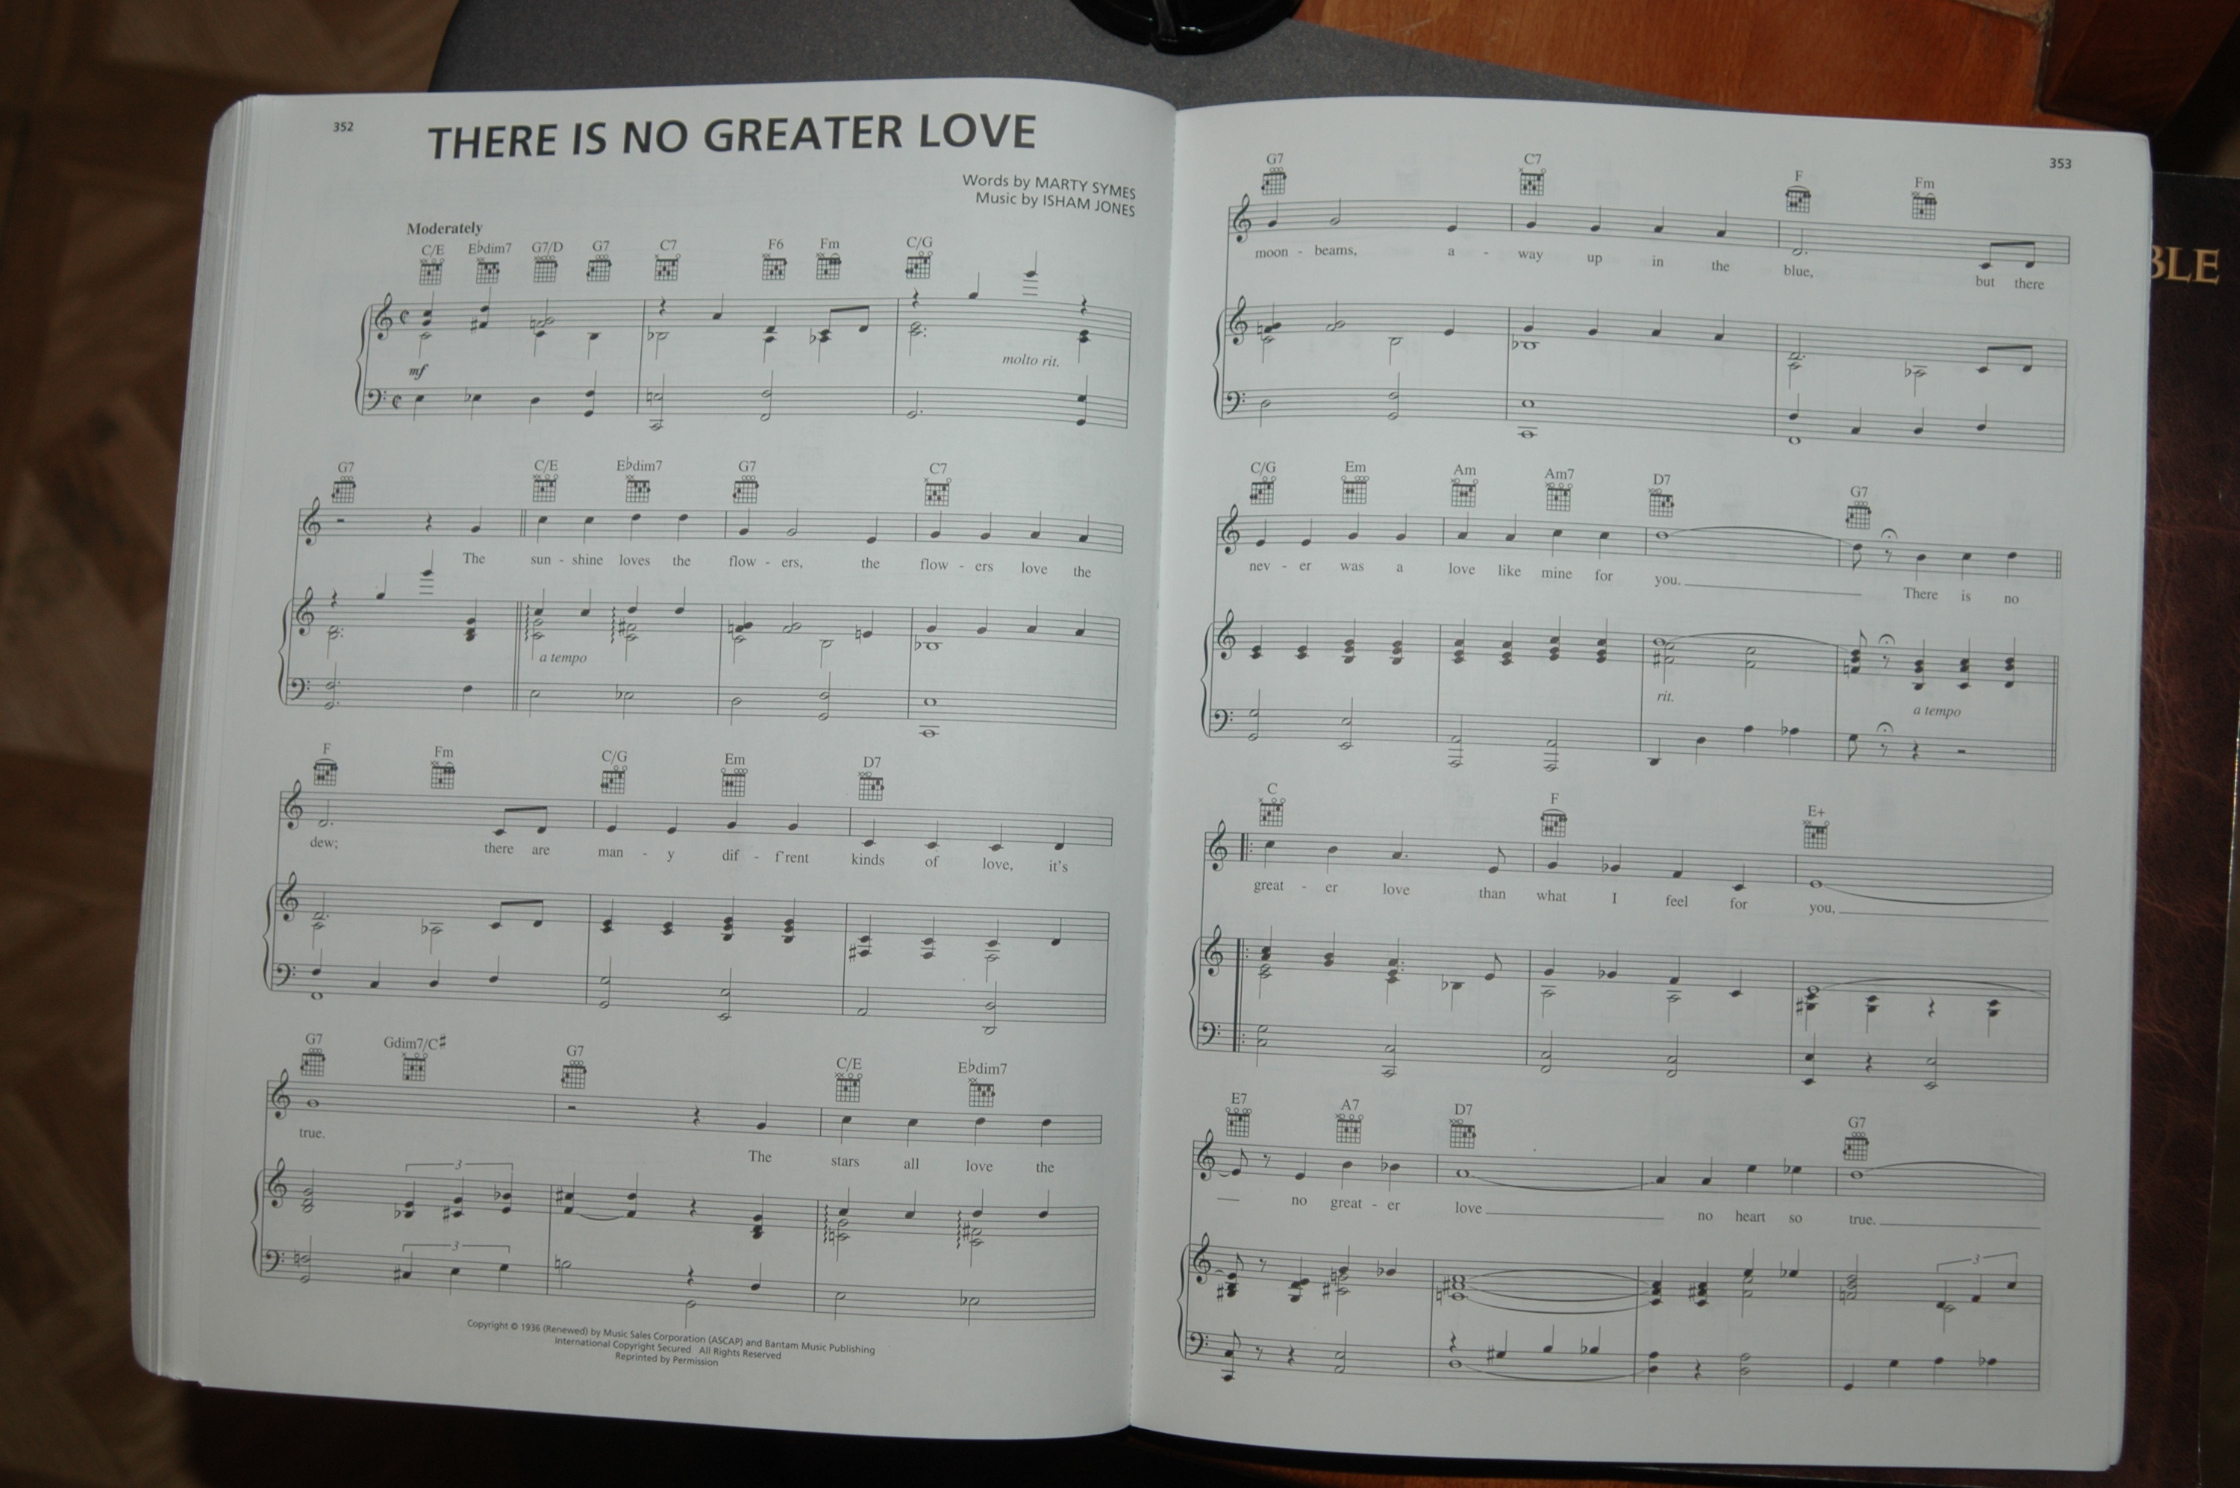 352
THERE IS NO GREATER LOVE
Words by MARTY SYMES
Music by ISHAM JONES
Moderately
C/E E♭dim7 G7/D G7 C7 F6 Fm C/G
mf
molto rit.
G7 C/E E♭dim7 G7 C7
The sun - shine loves the flow - ers, the flow - ers love the
a tempo
F Fm C/G Em D7
dew; there are man - y dif - f'rent kinds of love, it's
G7 Gdim7/C♯ G7 C/E E♭dim7
true. The stars all love the
3
3
Copyright © 1936 (Renewed) by Music Sales Corporation (ASCAP) and Bantam Music Publishing
International Copyright Secured All Rights Reserved
Reprinted by Permission
353
G7 C7 F Fm
moon - beams, a - way up in the blue, but there
C/G Em Am Am7 D7 G7
nev - er was a love like mine for you. There is no
rit.
a tempo
C F E+
great - er love than what I feel for you,
E7 A7 D7 G7
no great - er love no heart so true.
3
BLE